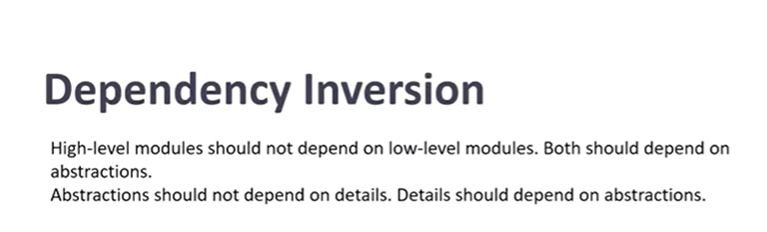 Dependency Inversion
High-level modules should not depend on low-level modules. Both should depend on
abstractions.
Abstractions should not depend on details. Details should depend on abstractions.